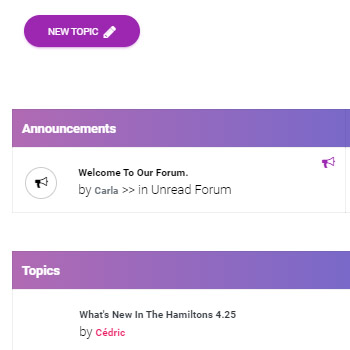 NEW TOPIC
Announcements
Welcome To Our Forum.
by Carla >> in Unread Forum
Topics
What's New In The Hamiltons 4.25
by Cédric